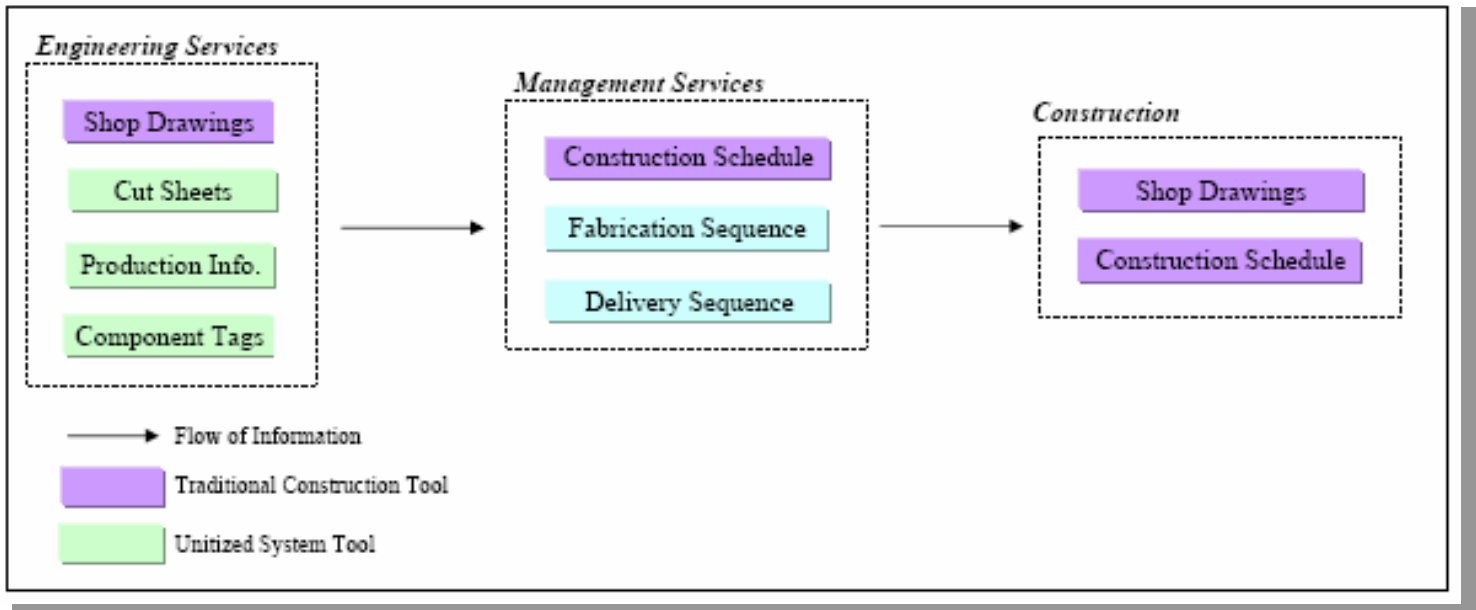 Engineering Services
Shop Drawings
Cut Sheets
Production Info.
Component Tags
Management Services
Construction Schedule
Fabrication Sequence
Delivery Sequence
Construction
Shop Drawings
Construction Schedule
Flow of Information
Traditional Construction Tool
Unitized System Tool